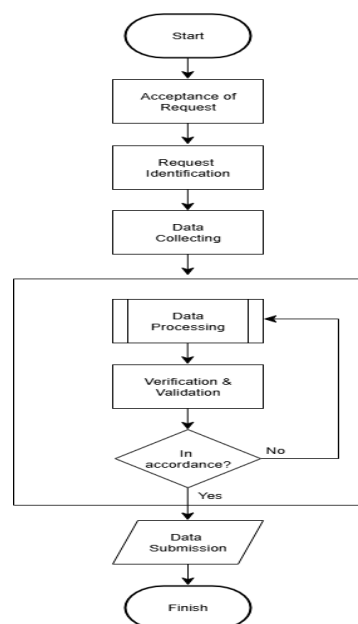 Start
Acceptance of
Request
Request
Identification
Data
Collecting
Data
Processing
Verification &
Validation
In
accordance?
No
Yes
Data
Submission
Finish